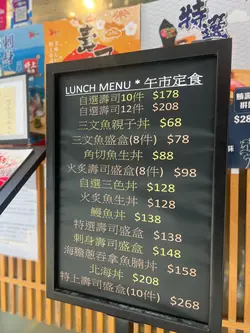 特選
LUNCH MENU * 午市定食
自選壽司10件 $178
自選壽司12件 $208
三文魚親子丼 $68
三文魚盛盒(8件) $78
角切魚生丼 $88
火炙壽司盛盒(8件) $98
自選三色丼 $128
火炙魚生丼 $128
鰻魚丼 $138
特選壽司盛盒 $138
刺身壽司盛盒 $148
海膽蔥吞拿魚腩丼 $158
北海丼 $208
特上壽司盛盒(10件) $268